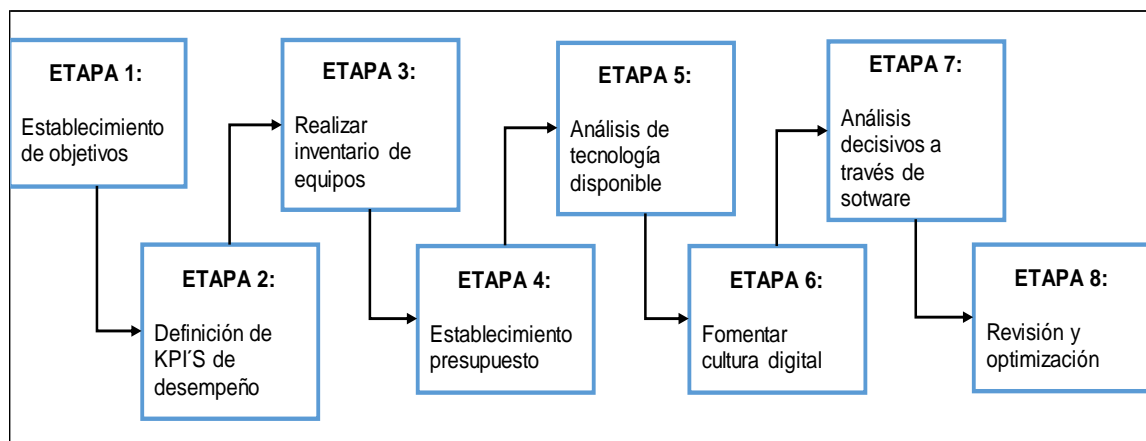 ETAPA 1:
Establecimiento
de objetivos
ETAPA 2:
Definición de
KPI´S de
desempeño
ETAPA 3:
Realizar
inventario de
equipos
ETAPA 4:
Establecimiento
presupuesto
ETAPA 5:
Análisis de
tecnología
disponible
ETAPA 6:
Fomentar
cultura digital
ETAPA 7:
Análisis
decisivos a
través de
sotware
ETAPA 8:
Revisión y
optimización